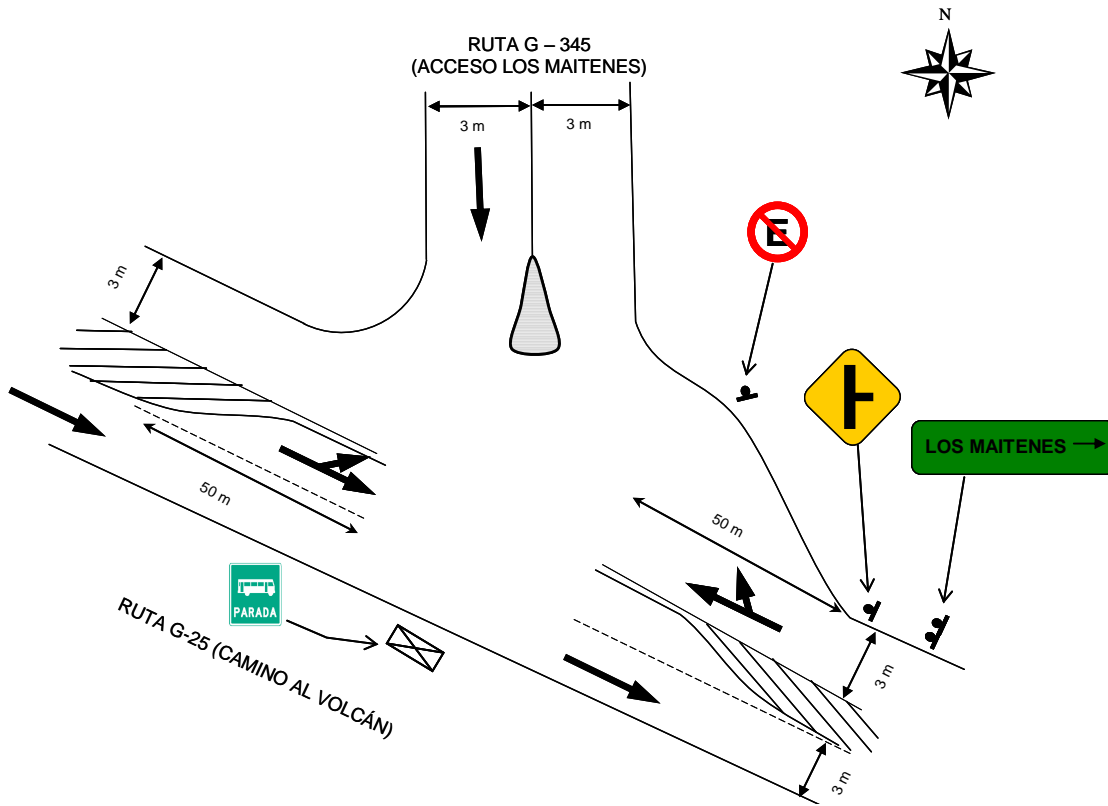 N
RUTA G – 345
(ACCESO LOS MAITENES)
3 m
3 m
E
3 m
LOS MAITENES
50 m
50 m
PARADA
RUTA G-25 (CAMINO AL VOLCÁN)
3 m
3 m